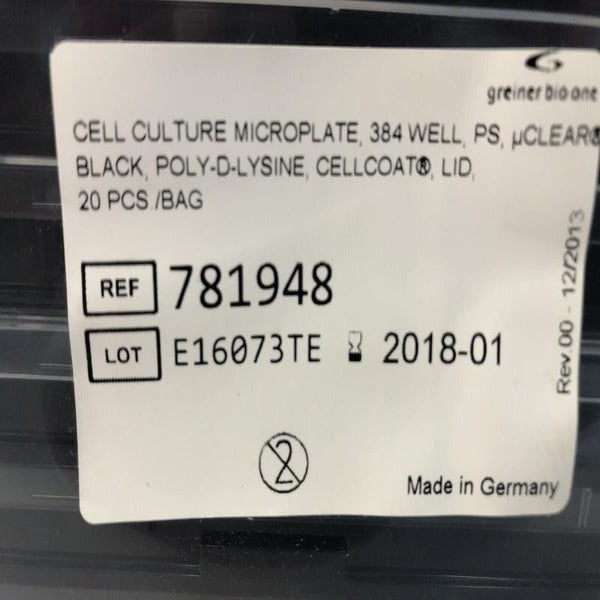 greiner bio one
CELL CULTURE MICROPLATE, 384 WELL, PS, µCLEAR®
BLACK, POLY-D-LYSINE, CELLCOAT®, LID,
20 PCS./BAG
REF 781948
LOT E16073TE 2018-01
2
Made in Germany
Rev.00 - 12/2013